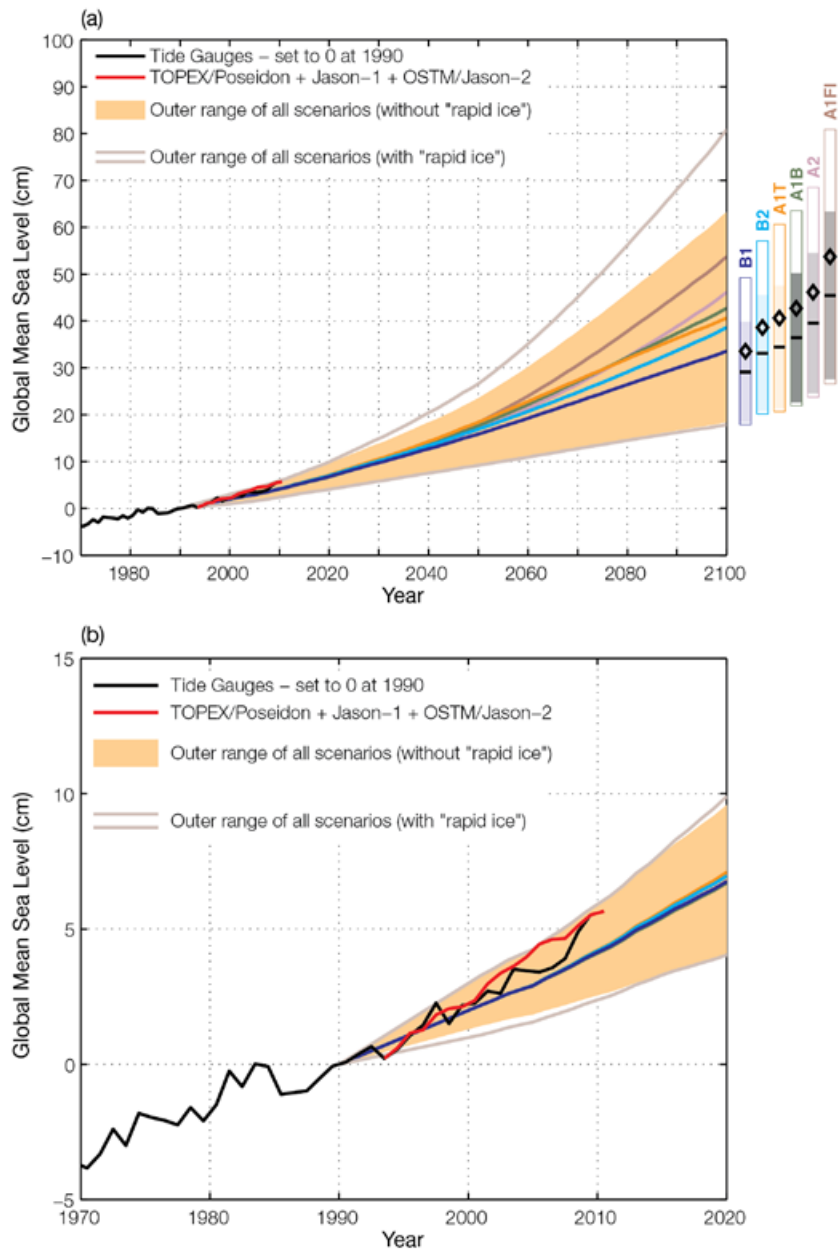 (a)
100
90
80
70
60
50
40
30
20
10
0
−10
Global Mean Sea Level (cm)
Tide Gauges – set to 0 at 1990
TOPEX/Poseidon + Jason−1 + OSTM/Jason−2
Outer range of all scenarios (without "rapid ice")
Outer range of all scenarios (with "rapid ice")
1980 2000 2020 2040 2060 2080 2100
Year
B1
B2
A1T
A1B
A2
A1FI
(b)
15
10
5
0
−5
Global Mean Sea Level (cm)
Tide Gauges – set to 0 at 1990
TOPEX/Poseidon + Jason−1 + OSTM/Jason−2
Outer range of all scenarios (without "rapid ice")
Outer range of all scenarios (with "rapid ice")
1970 1980 1990 2000 2010 2020
Year